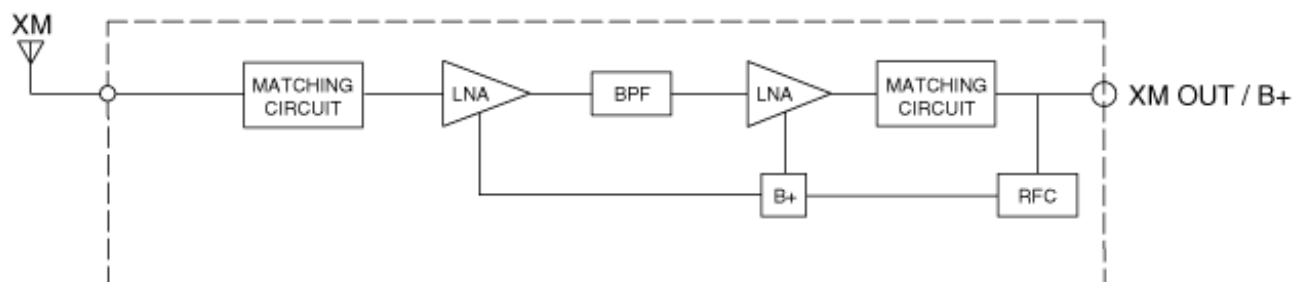 XM
MATCHING
CIRCUIT
LNA
BPF
LNA
MATCHING
CIRCUIT
XM OUT / B+
B+
RFC